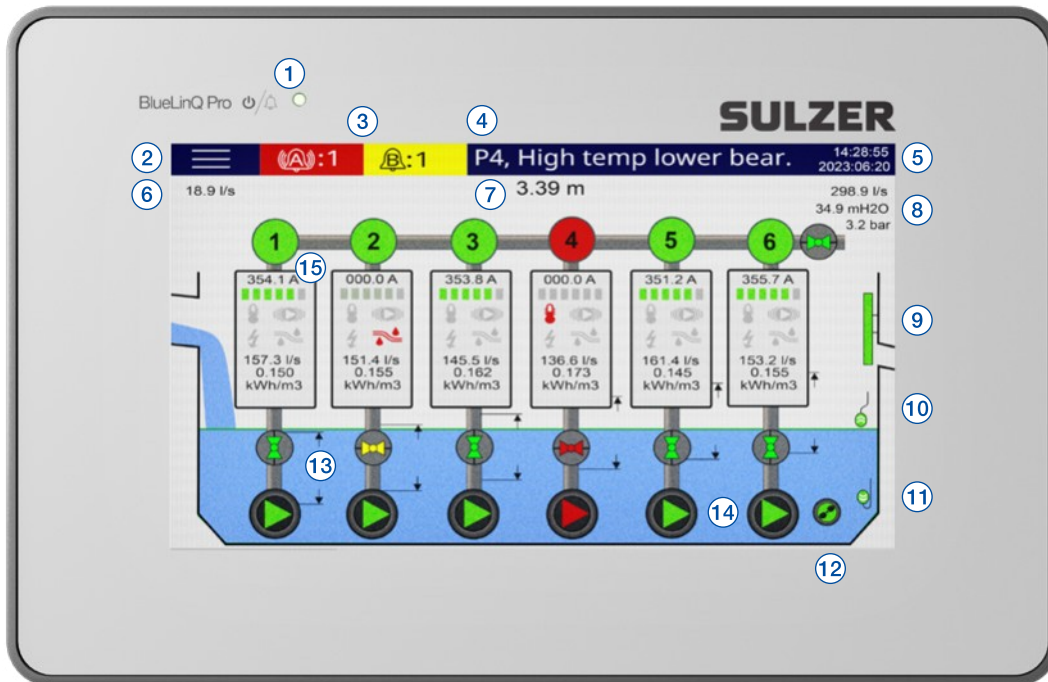 1
BlueLinQ Pro
SULZER
3
4
2
A:1
B:1
P4, High temp lower bear.
14:28:55
2023:06:20
5
6
18.9 l/s
7
3.39 m
298.9 l/s
34.9 mH2O
3.2 bar
8
1
2
3
4
5
6
15
354.1 A
000.0 A
353.8 A
000.0 A
351.2 A
355.7 A
9
157.3 l/s
0.150
kWh/m3
151.4 l/s
0.155
kWh/m3
145.5 l/s
0.162
kWh/m3
136.6 l/s
0.173
kWh/m3
161.4 l/s
0.145
kWh/m3
153.2 l/s
0.155
kWh/m3
10
13
11
14
12